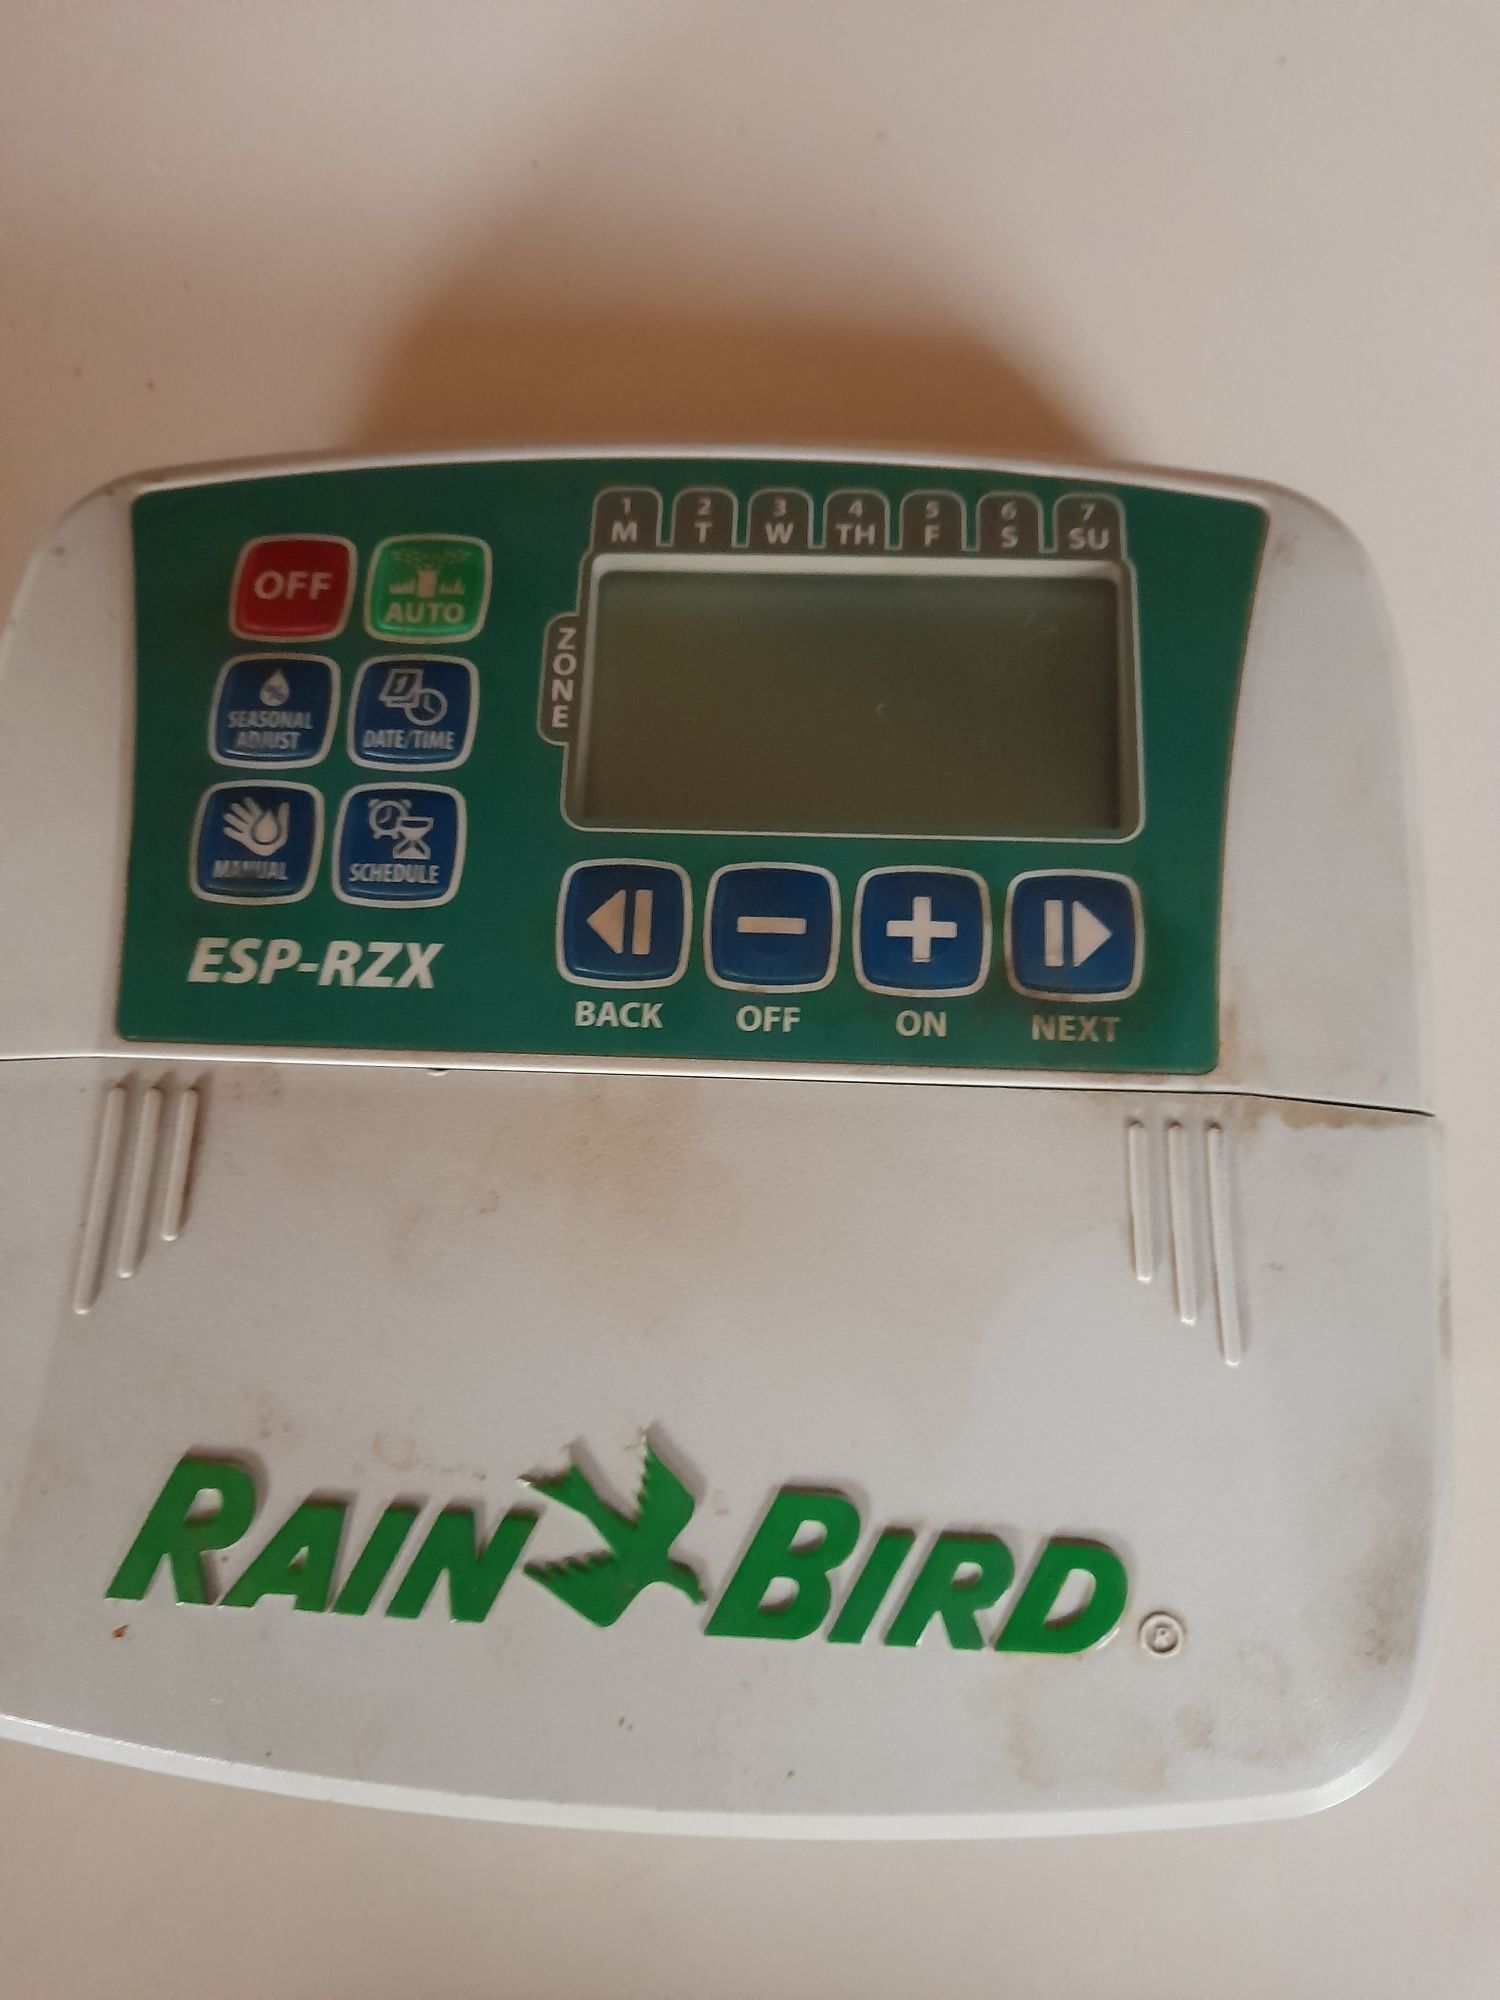 1 2 3 4 5 6 7
M T W TH F S SU
OFF AUTO
ZONE
SEASONAL
ADJUST
DATE/TIME
MANUAL
SCHEDULE
ESP-RZX
BACK OFF ON NEXT
RAIN BIRD ®